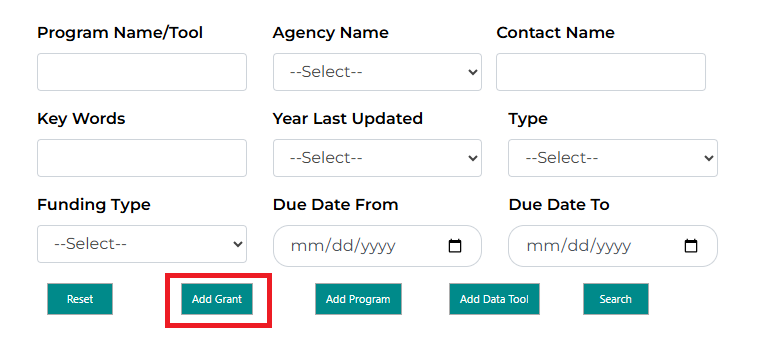 Program Name/Tool Agency Name Contact Name
--Select--
Key Words Year Last Updated Type
--Select-- --Select--
Funding Type Due Date From Due Date To
--Select-- mm/dd/yyyy mm/dd/yyyy
Reset Add Grant Add Program Add Data Tool Search